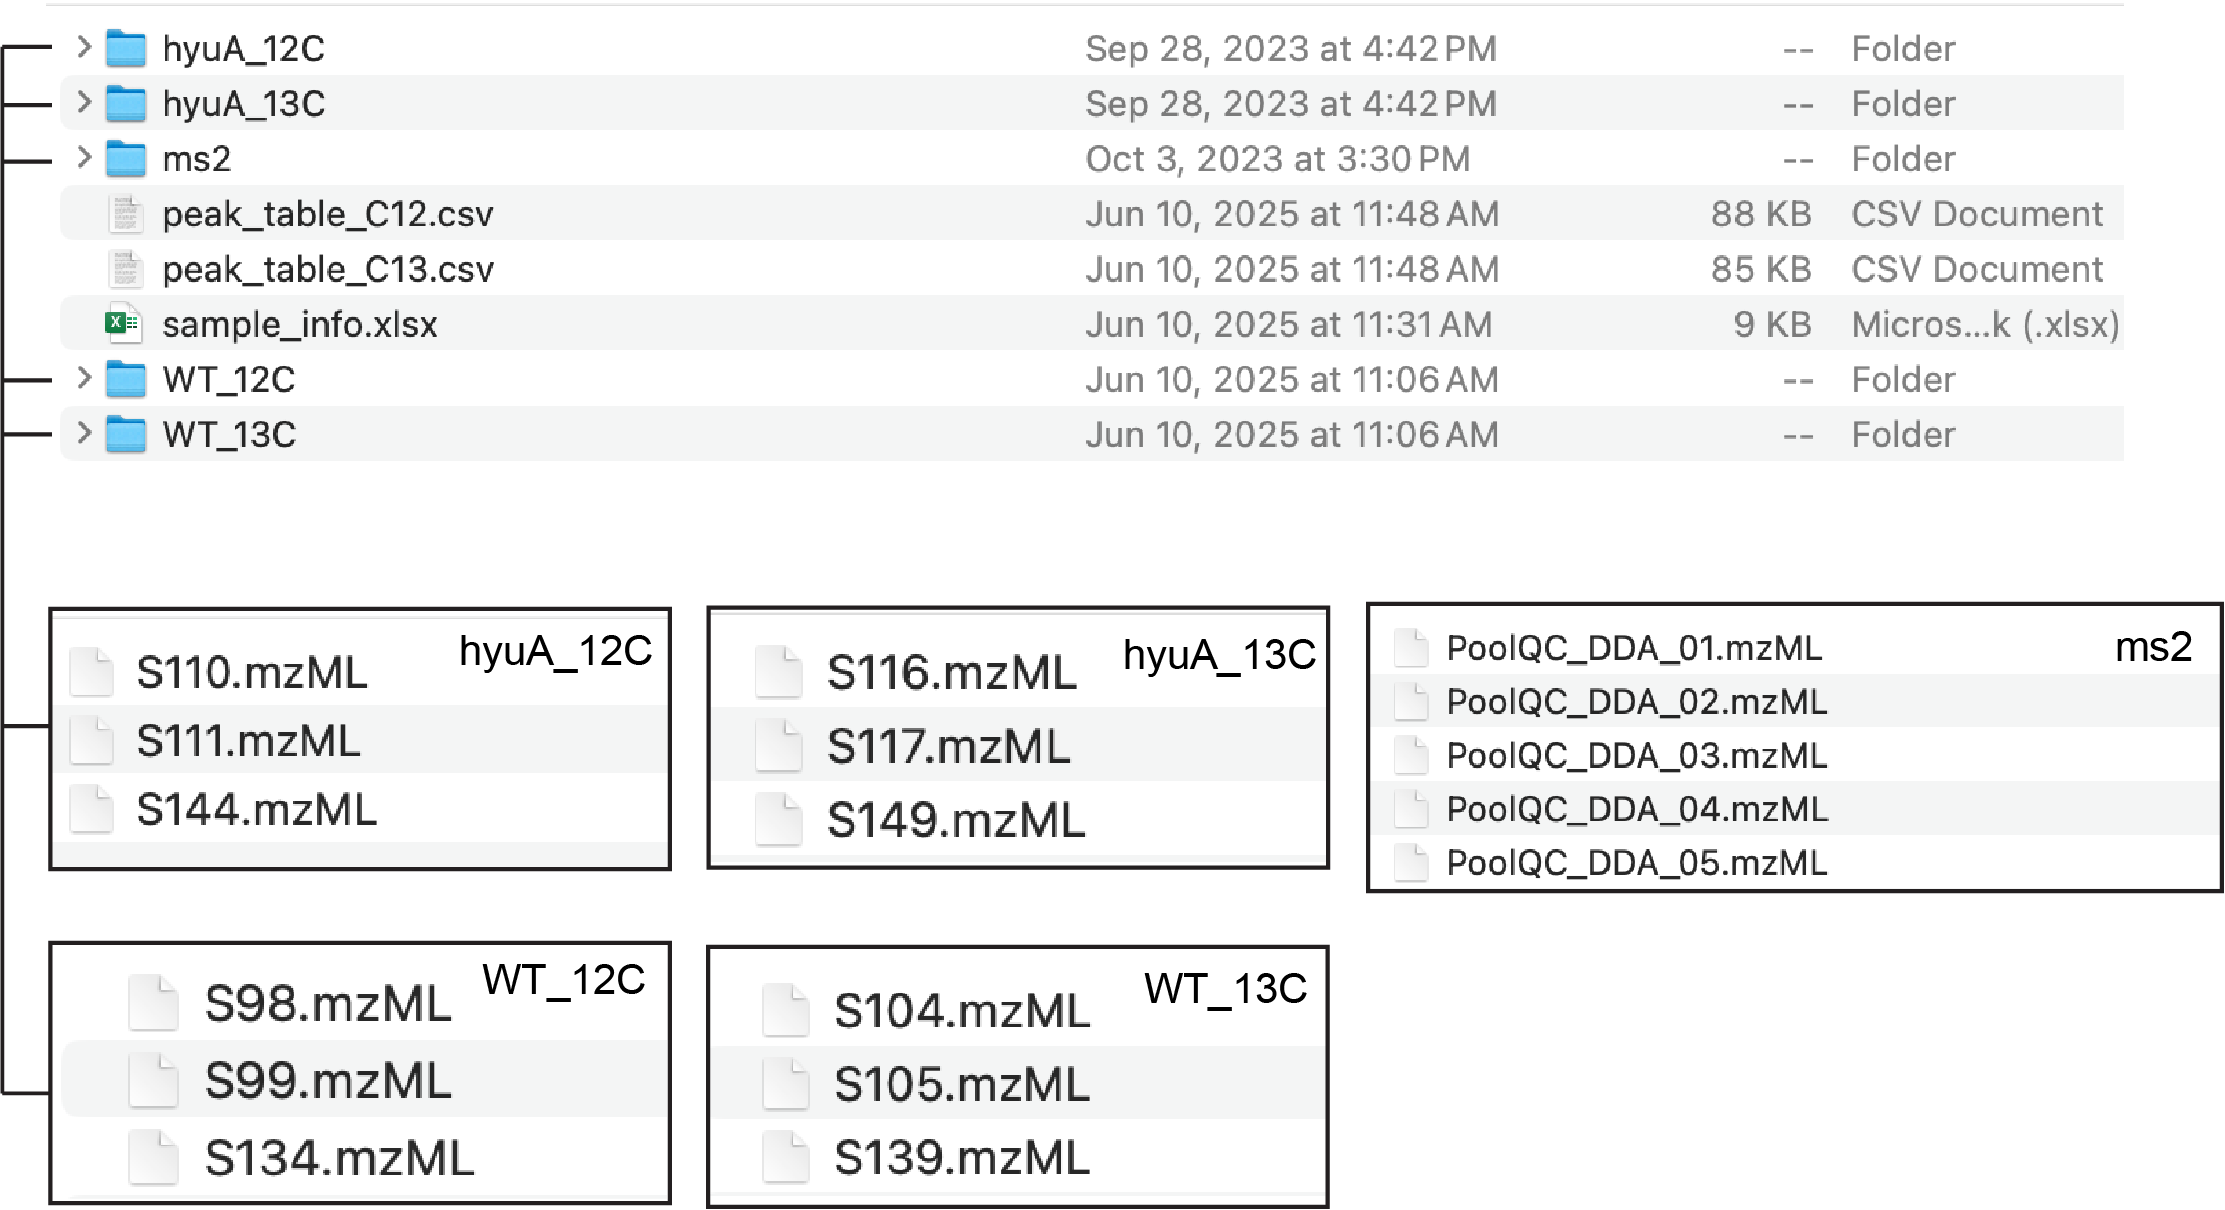 hyuA_12C Sep 28, 2023 at 4:42 PM -- Folder
hyuA_13C Sep 28, 2023 at 4:42 PM -- Folder
ms2 Oct 3, 2023 at 3:30 PM -- Folder
peak_table_C12.csv Jun 10, 2025 at 11:48 AM 88 KB CSV Document
peak_table_C13.csv Jun 10, 2025 at 11:48 AM 85 KB CSV Document
sample_info.xlsx Jun 10, 2025 at 11:31 AM 9 KB Micros...k (.xlsx)
WT_12C Jun 10, 2025 at 11:06 AM -- Folder
WT_13C Jun 10, 2025 at 11:06 AM -- Folder
hyuA_12C
S110.mzML
S111.mzML
S144.mzML
hyuA_13C
S116.mzML
S117.mzML
S149.mzML
ms2
PoolQC_DDA_01.mzML
PoolQC_DDA_02.mzML
PoolQC_DDA_03.mzML
PoolQC_DDA_04.mzML
PoolQC_DDA_05.mzML
WT_12C
S98.mzML
S99.mzML
S134.mzML
WT_13C
S104.mzML
S105.mzML
S139.mzML